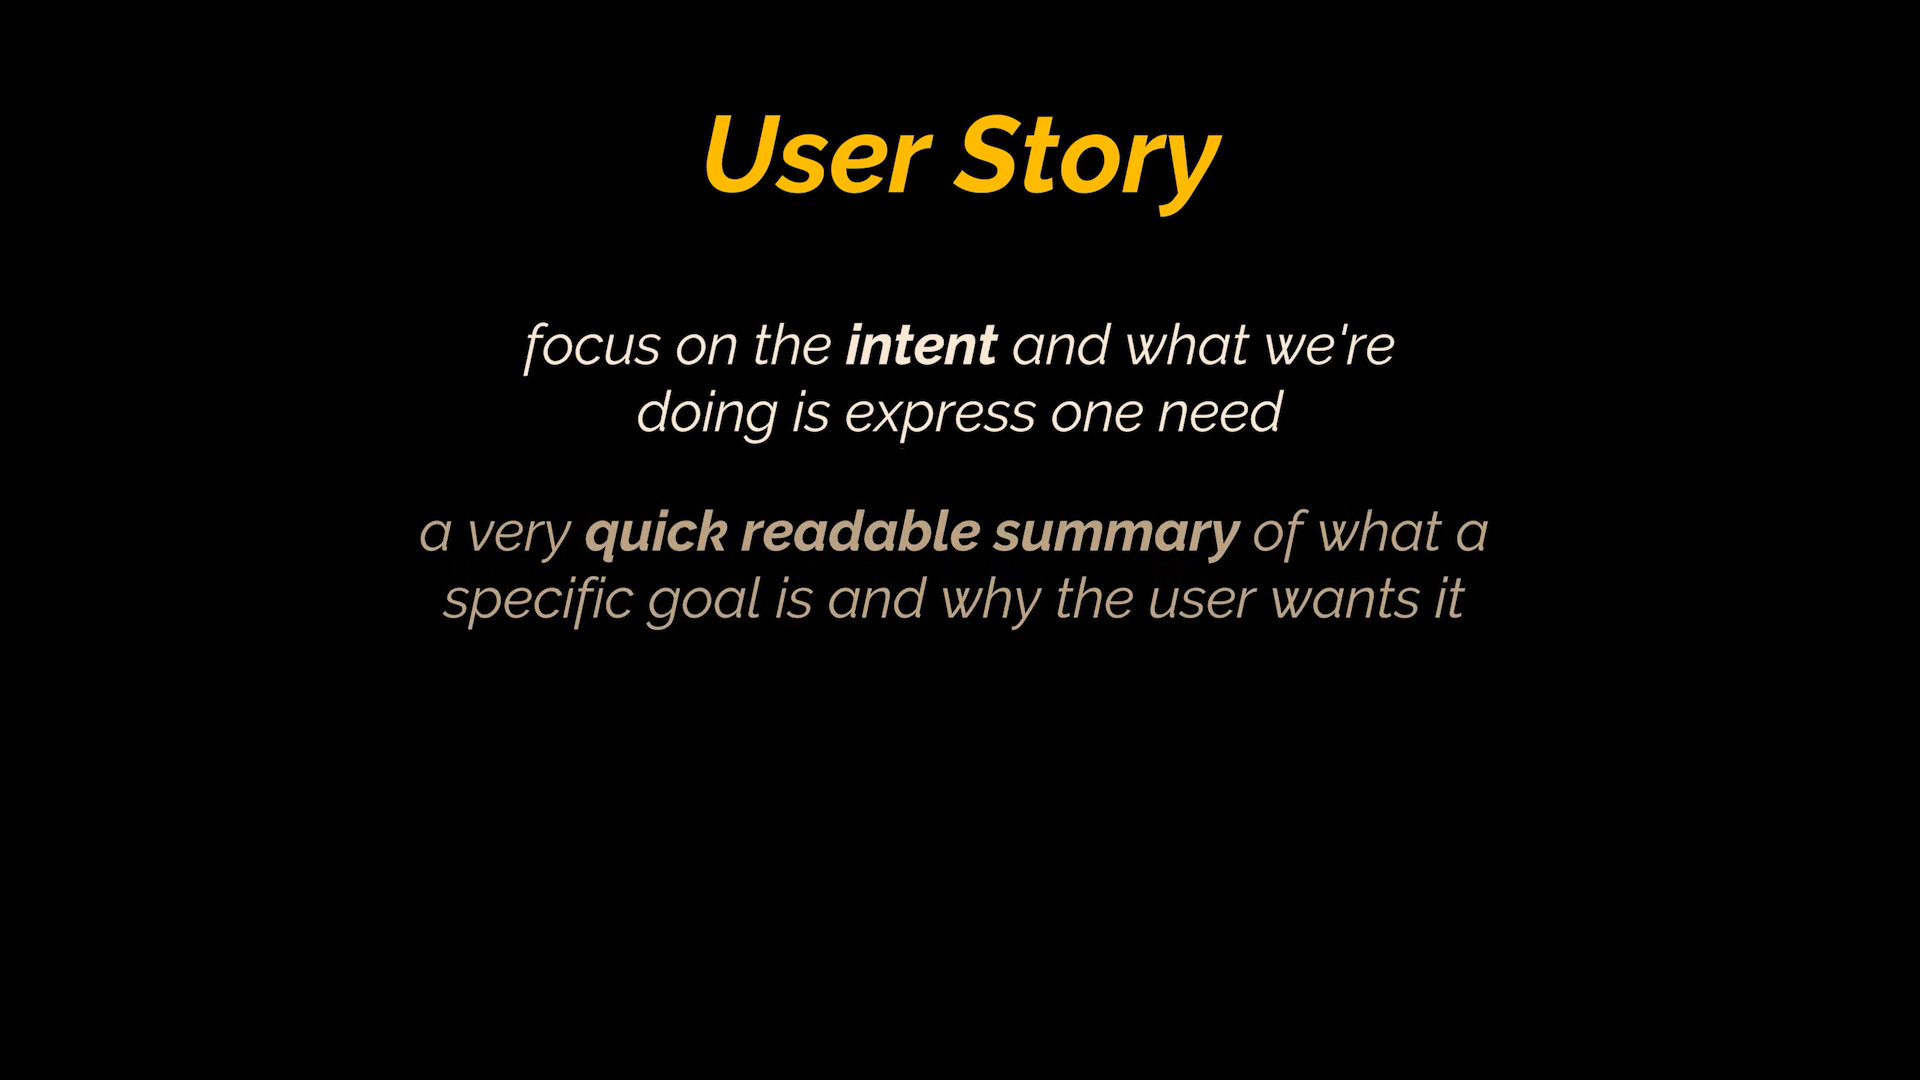 User Story
focus on the intent and what we're
doing is express one need
a very quick readable summary of what a
specific goal is and why the user wants it